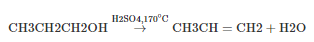 CH3CH2CH2OH H2SO4,170°C → CH3CH = CH2 + H2O